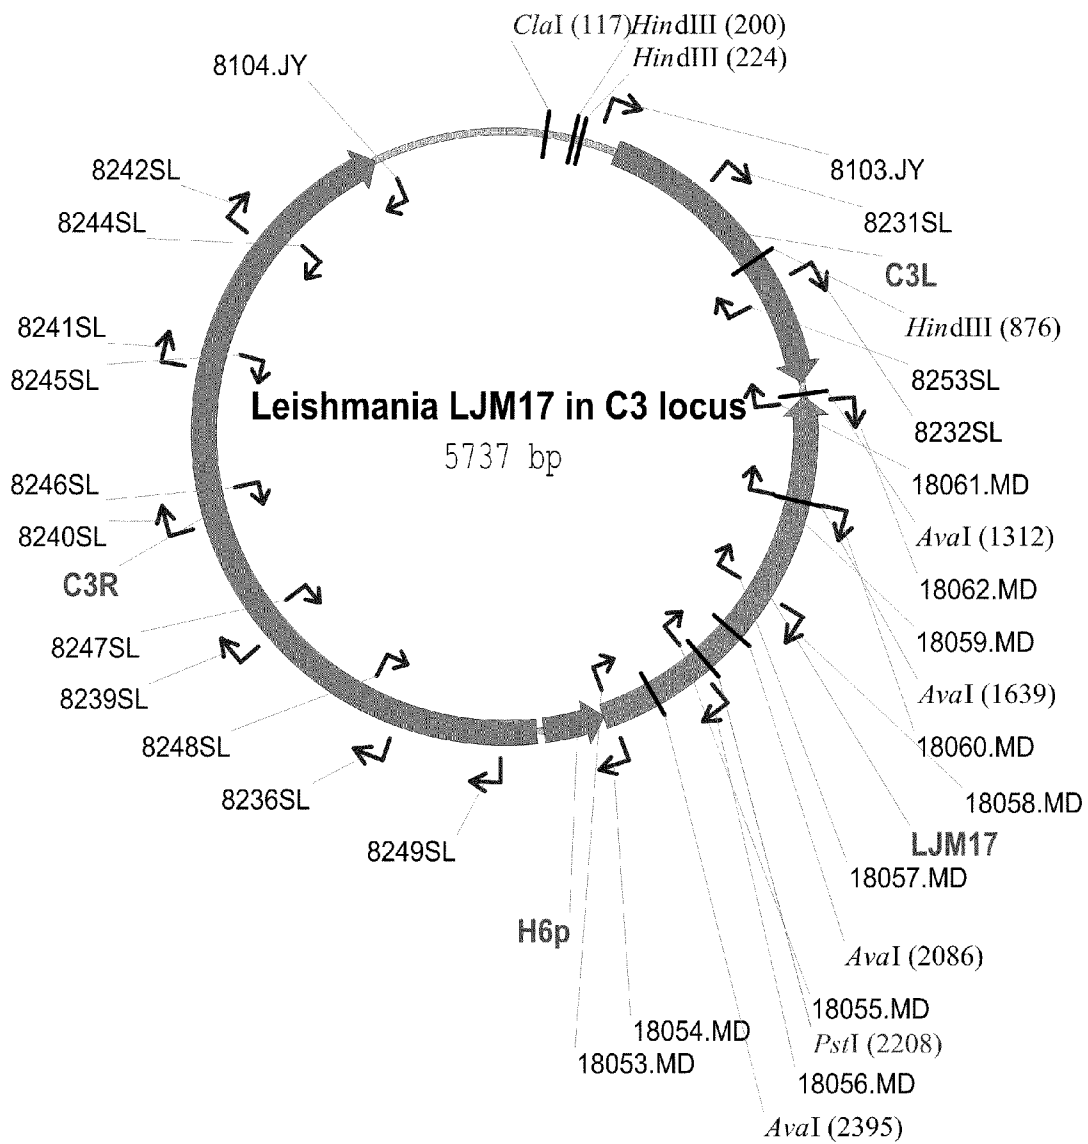 ClaI (117)
HindIII (200)
HindIII (224)
8104.JY
8103.JY
8242SL
8231SL
8244SL
C3L
HindIII (876)
8241SL
8245SL
8253SL
Leishmania LJM17 in C3 locus
5737 bp
8232SL
18061.MD
8246SL
8240SL
AvaI (1312)
C3R
18062.MD
18059.MD
8247SL
8239SL
AvaI (1639)
18060.MD
8248SL
18058.MD
8236SL
LJM17
8249SL
18057.MD
H6p
AvaI (2086)
18055.MD
18054.MD
PstI (2208)
18053.MD
18056.MD
AvaI (2395)